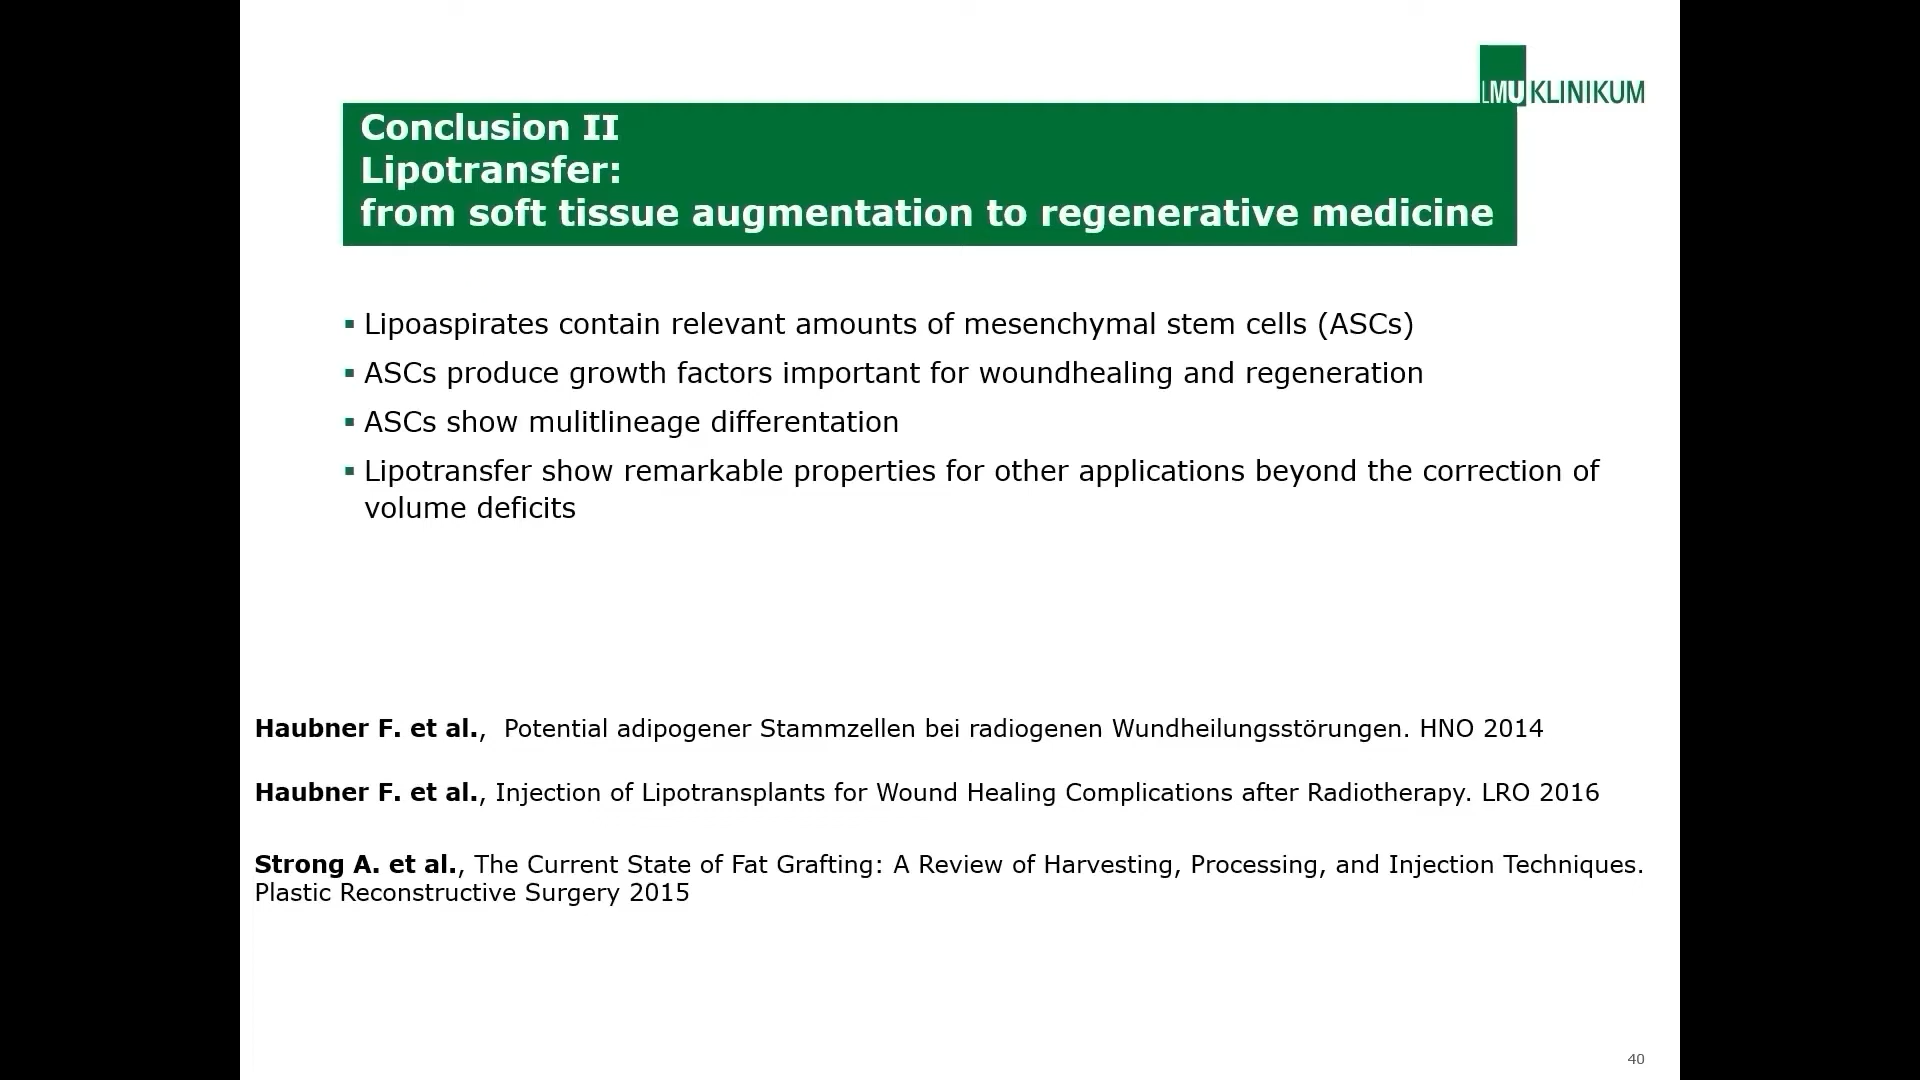 LMU KLINIKUM
Conclusion II
Lipotransfer:
from soft tissue augmentation to regenerative medicine
▪ Lipoaspirates contain relevant amounts of mesenchymal stem cells (ASCs)
▪ ASCs produce growth factors important for woundhealing and regeneration
▪ ASCs show mulitlineage differentation
▪ Lipotransfer show remarkable properties for other applications beyond the correction of
volume deficits
Haubner F. et al., Potential adipogener Stammzellen bei radiogenen Wundheilungsstörungen. HNO 2014
Haubner F. et al., Injection of Lipotransplants for Wound Healing Complications after Radiotherapy. LRO 2016
Strong A. et al., The Current State of Fat Grafting: A Review of Harvesting, Processing, and Injection Techniques.
Plastic Reconstructive Surgery 2015
40